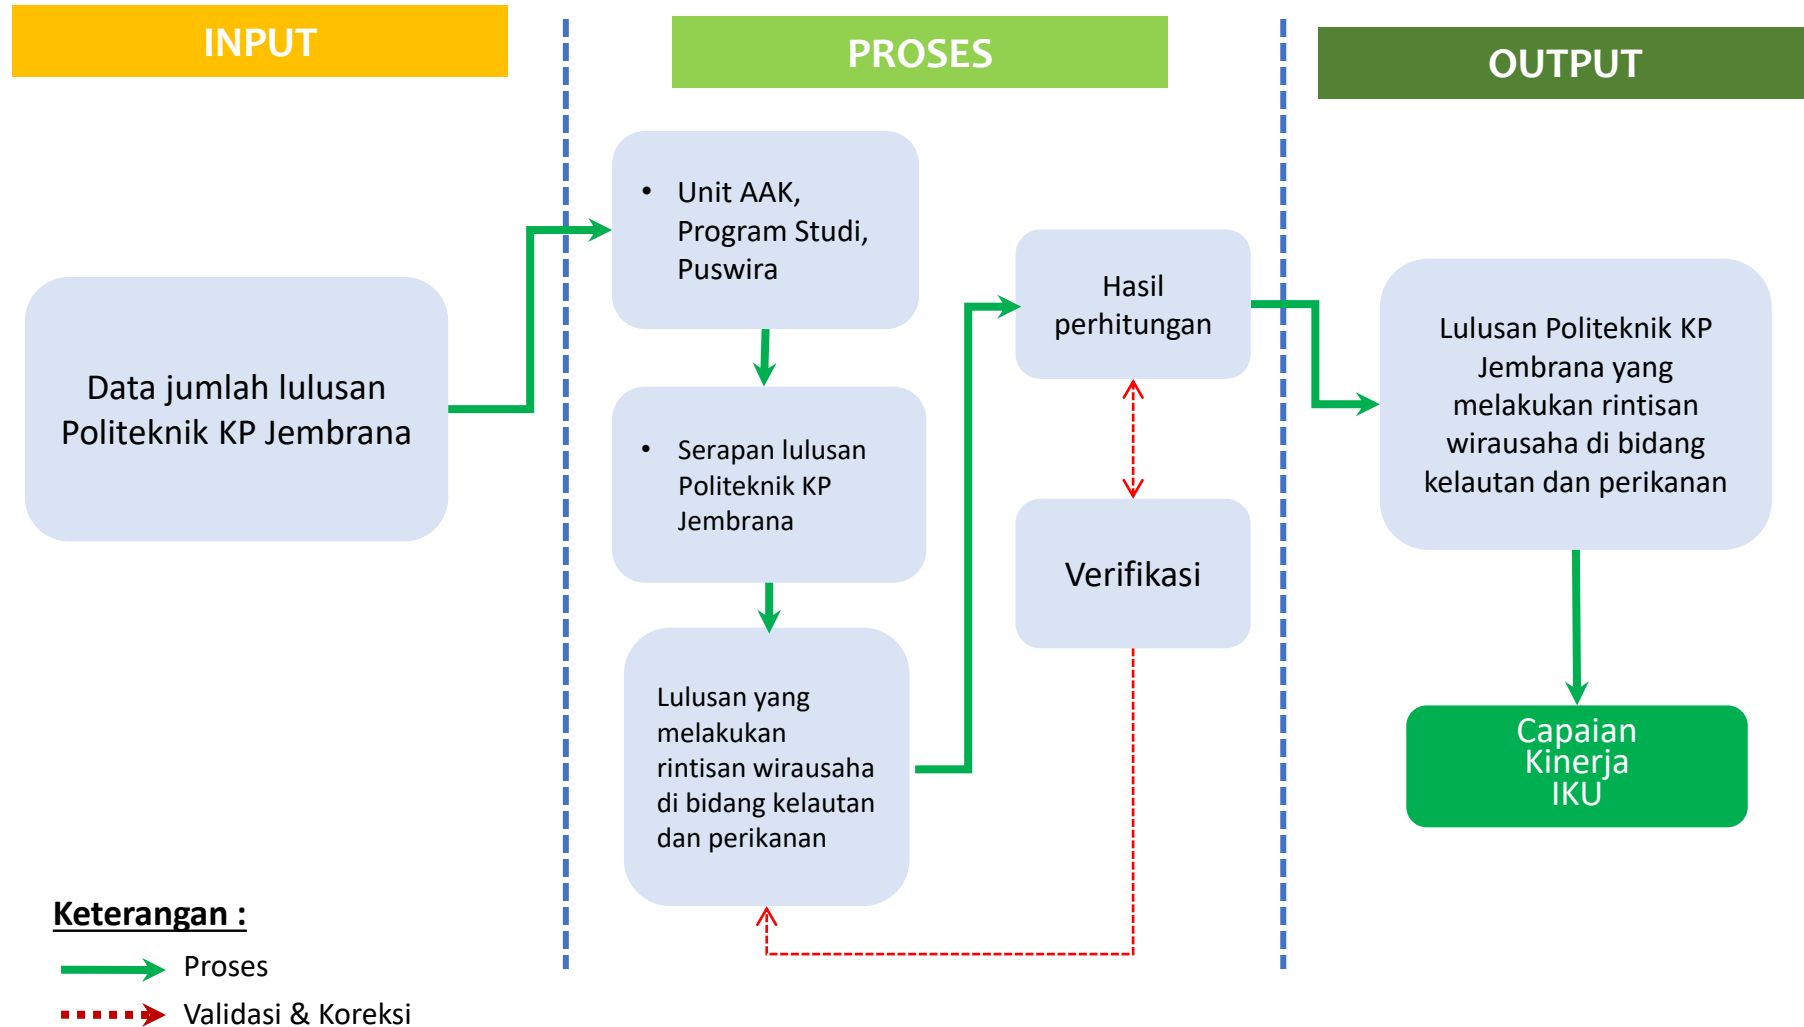 INPUT
PROSES
OUTPUT
Data jumlah lulusan
Politeknik KP Jembrana
• Unit AAK,
Program Studi,
Puswira
• Serapan lulusan
Politeknik KP
Jembrana
Lulusan yang
melakukan
rintisan wirausaha
di bidang kelautan
dan perikanan
Hasil
perhitungan
Verifikasi
Lulusan Politeknik KP
Jembrana yang
melakukan rintisan
wirausaha di bidang
kelautan dan perikanan
Capaian
Kinerja
IKU
Keterangan :
Proses
Validasi & Koreksi